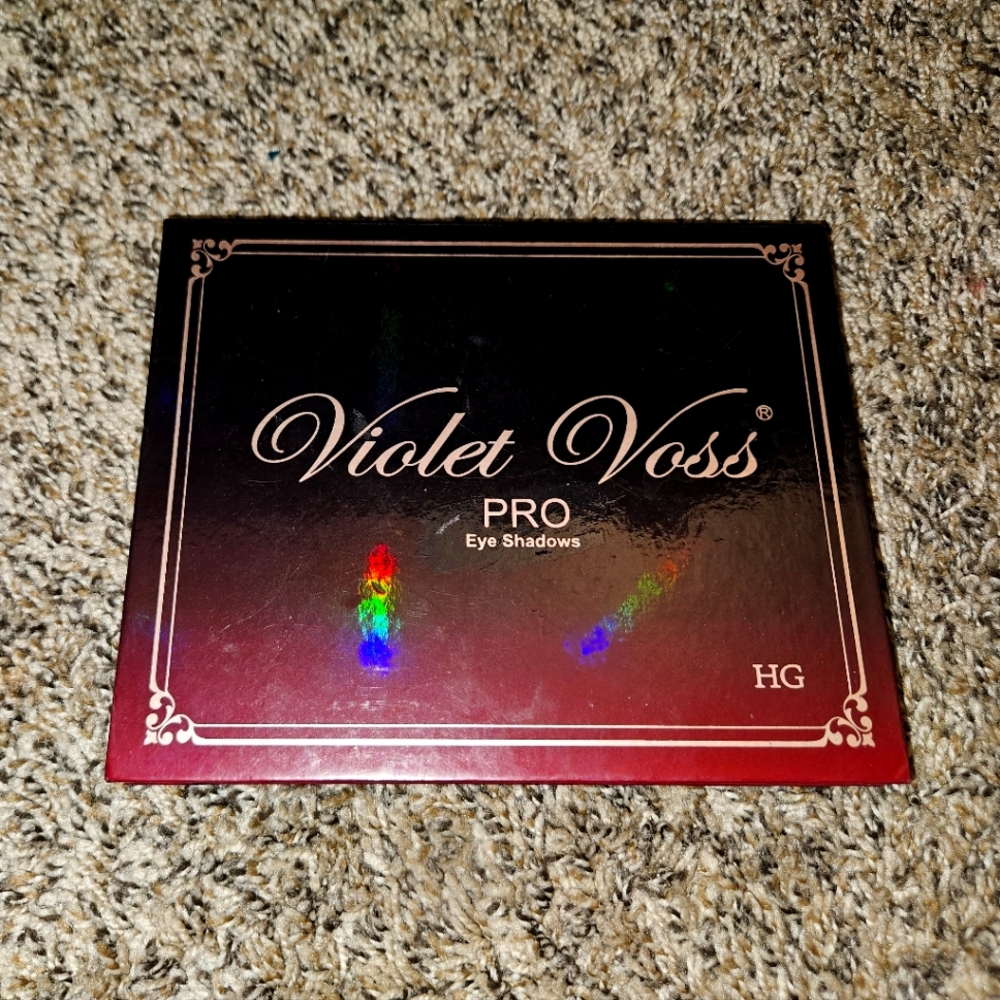 Violet Voss®
PRO
Eye Shadows
HG